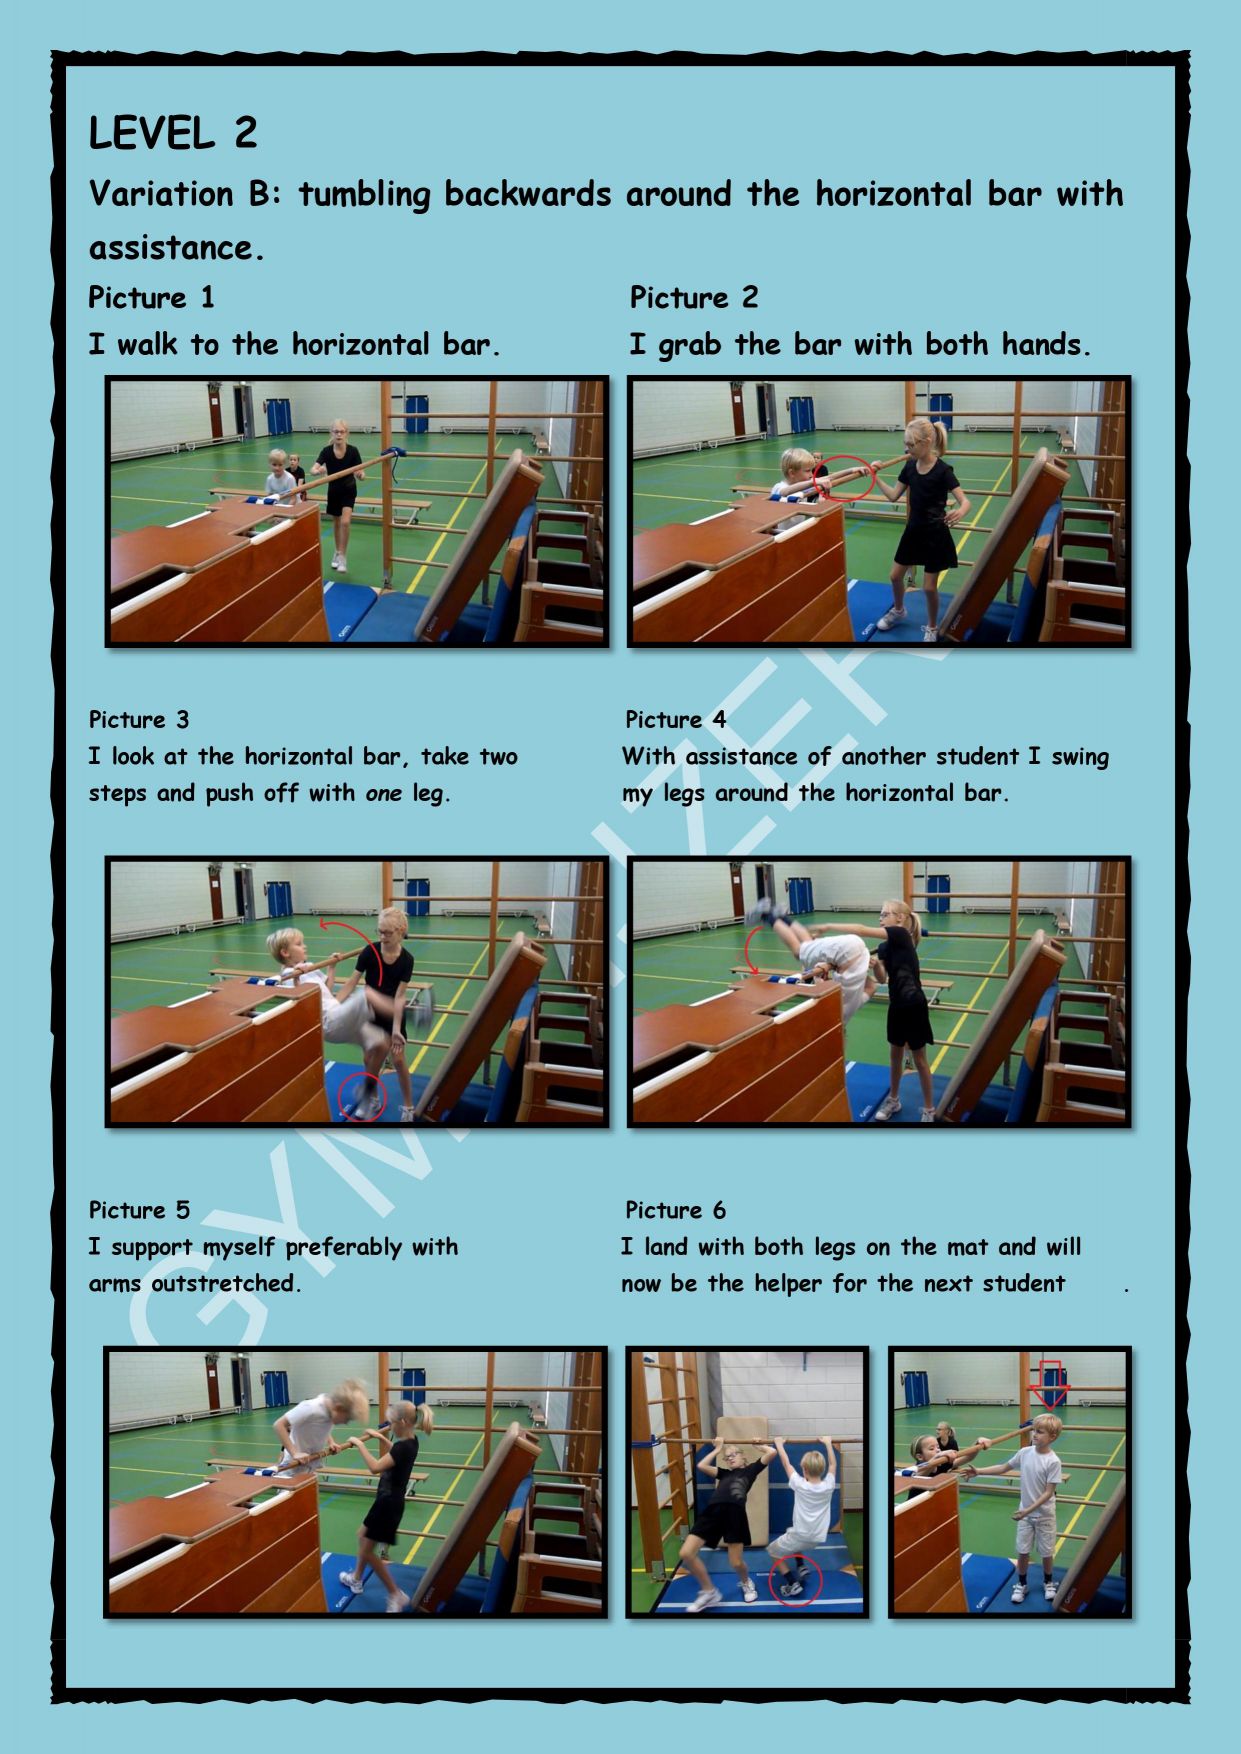 LEVEL 2
Variation B: tumbling backwards around the horizontal bar with
assistance.
Picture 1
I walk to the horizontal bar.
Picture 2
I grab the bar with both hands.
Picture 3
I look at the horizontal bar, take two
steps and push off with one leg.
Picture 4
With assistance of another student I swing
my legs around the horizontal bar.
Picture 5
I support myself preferably with
arms outstretched.
Picture 6
I land with both legs on the mat and will
now be the helper for the next student .